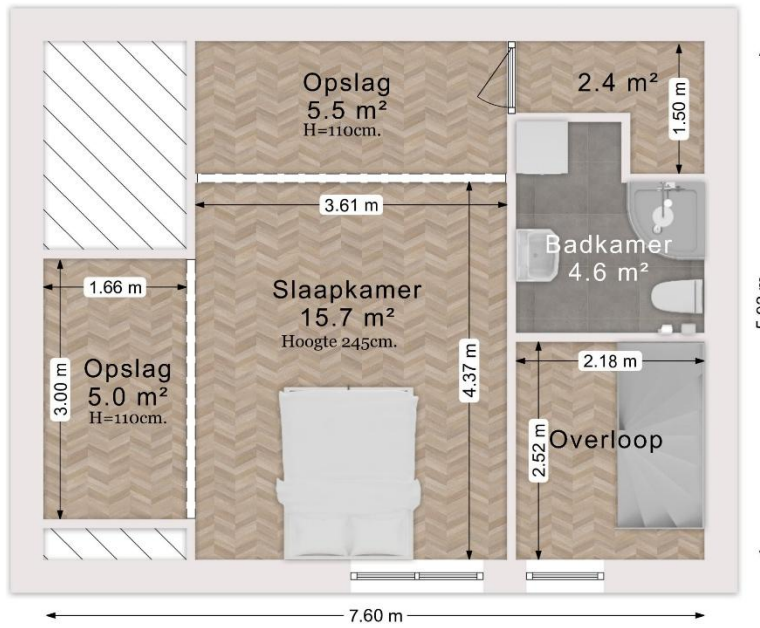 Opslag
5.5 m²
H=110cm.
2.4 m²
1.50 m
3.61 m
Badkamer
4.6 m²
1.66 m
Slaapkamer
15.7 m²
Hoogte 245cm.
Opslag
5.0 m²
H=110cm.
3.00 m
4.37 m
2.18 m
2.52 m
Overloop
7.60 m